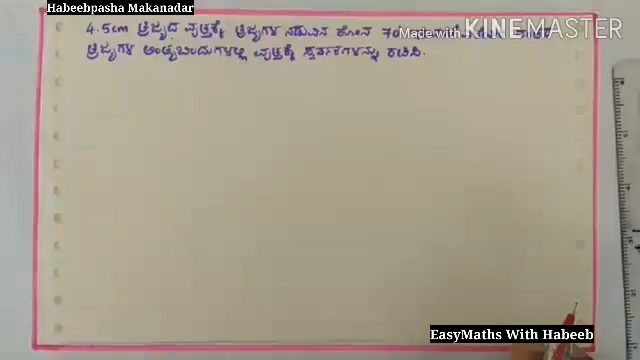 Habeebpasha Makanadar
Made with KINEMASTER
4.5cm ತ್ರಿಜ್ಯದ ವೃತ್ತಕ್ಕೆ ತ್ರಿಜ್ಯಗಳ ನಡುವಿನ ಕೋನ 70°
ತ್ರಿಜ್ಯಗಳ ಅಂತ್ಯಬಿಂದುಗಳಲ್ಲಿ ವೃತ್ತಕ್ಕೆ ಸ್ಪರ್ಶಕಗಳನ್ನು ರಚಿಸಿ.
EasyMaths With Habeeb